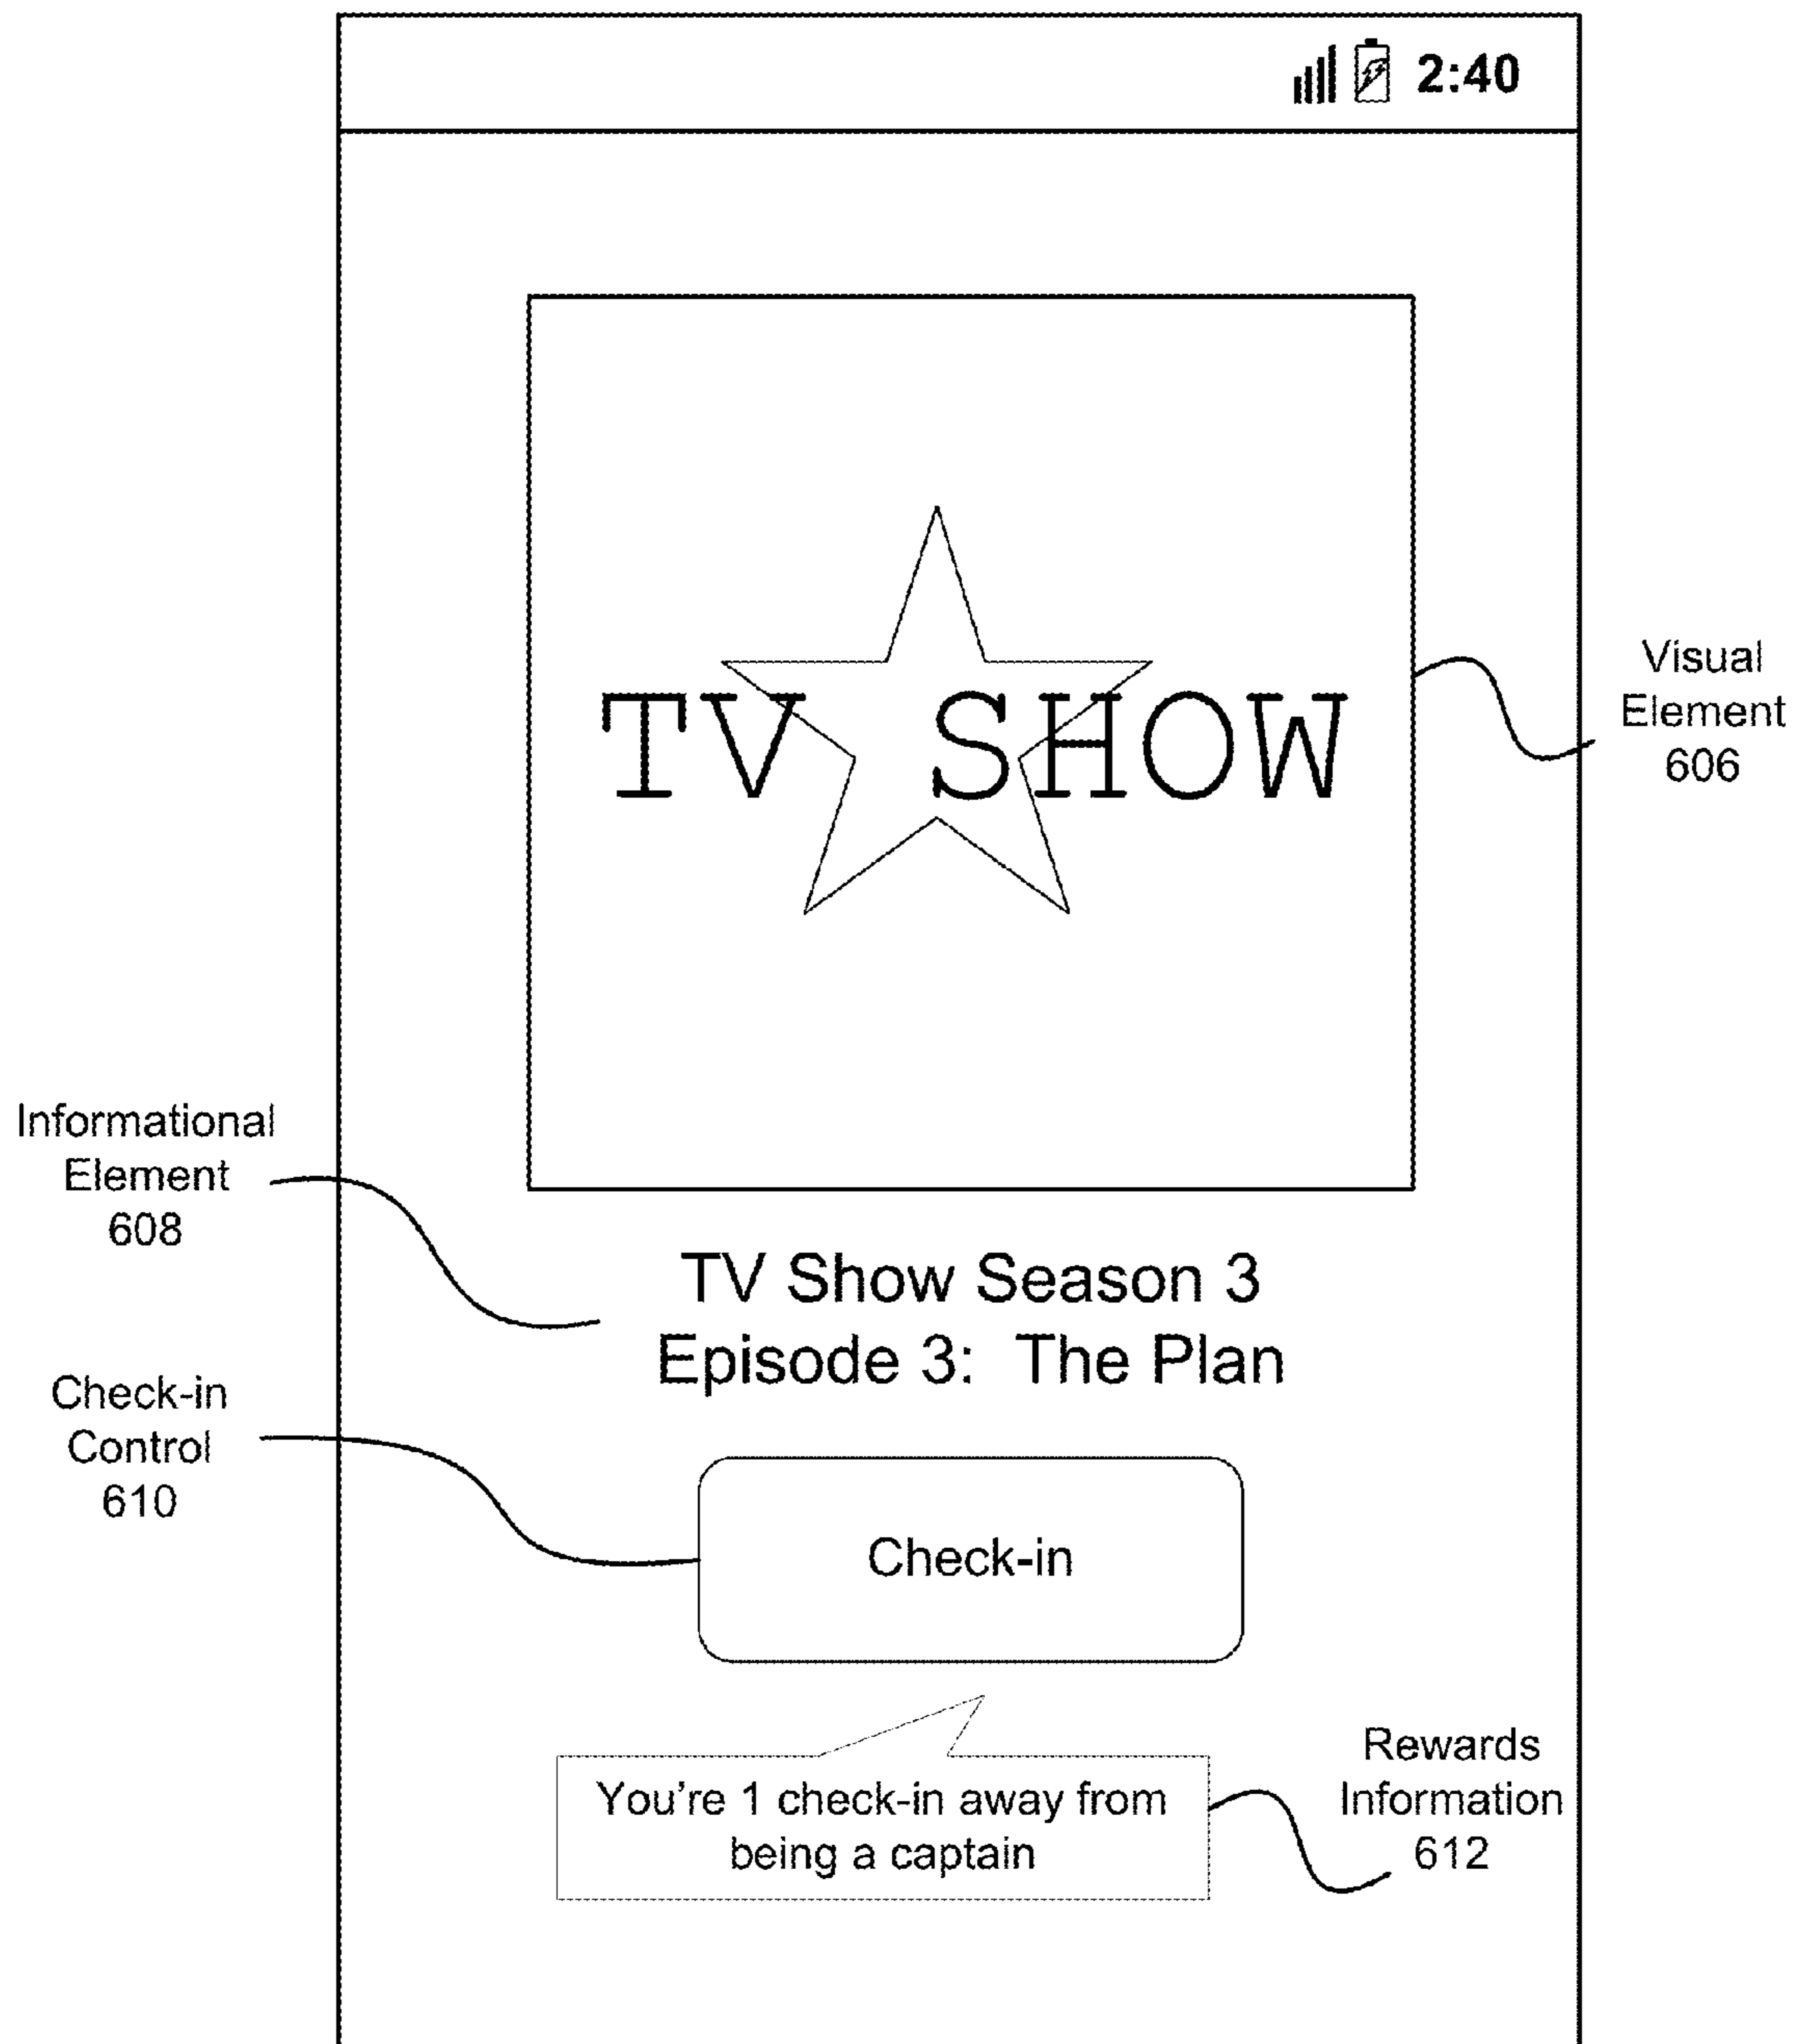 2:40
TV SHOW
Visual
Element
606
Informational
Element
608
TV Show Season 3
Episode 3: The Plan
Check-in
Control
610
Check-in
You're 1 check-in away from
being a captain
Rewards
Information
612